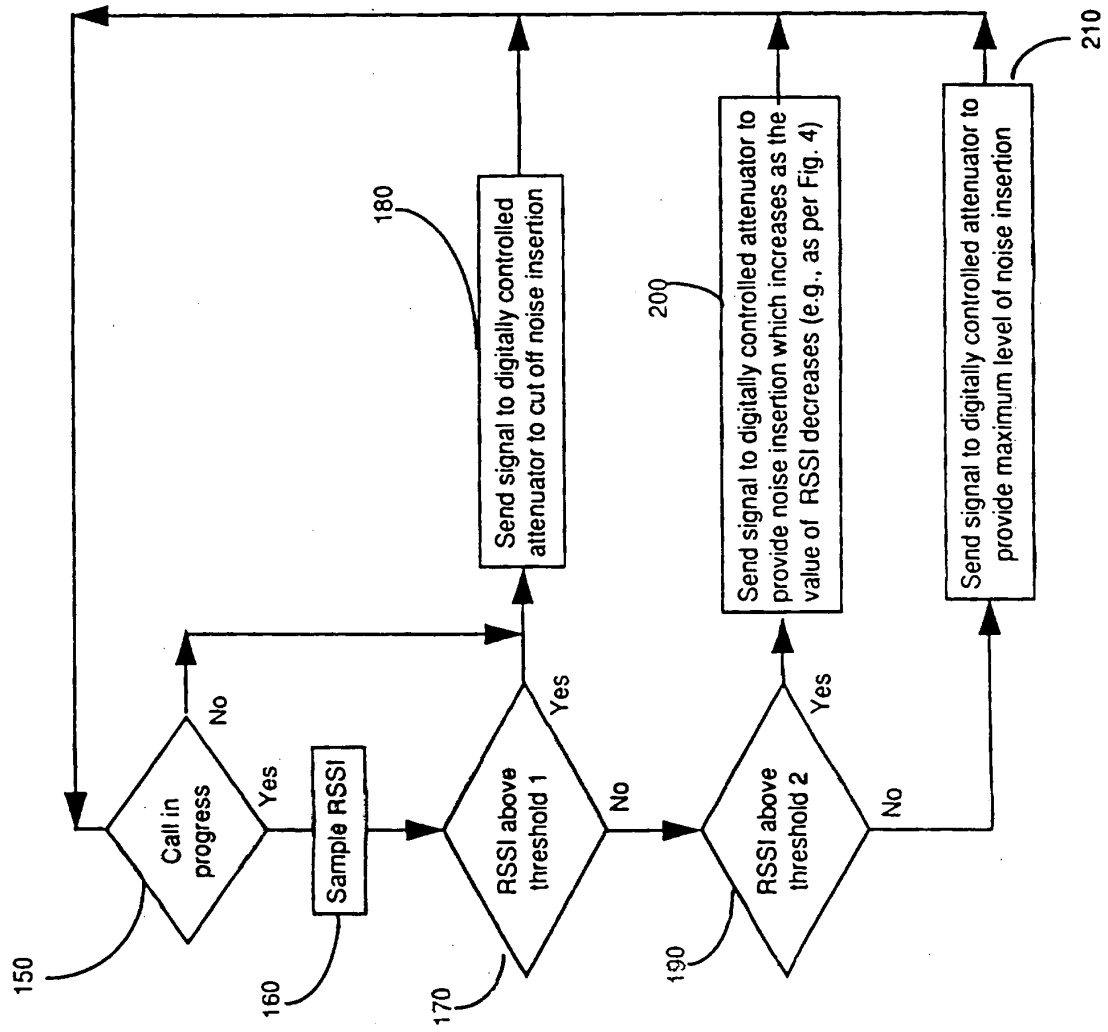 150
Call in
progress
No
Yes
160
Sample RSSI
170
RSSI above
threshold 1
Yes
No
180
Send signal to digitally controlled
attenuator to cut off noise insertion
190
RSSI above
threshold 2
Yes
No
200
Send signal to digitally controlled attenuator to
provide noise insertion which increases as the
value of RSSI decreases (e.g., as per Fig. 4)
210
Send signal to digitally controlled attenuator to
provide maximum level of noise insertion